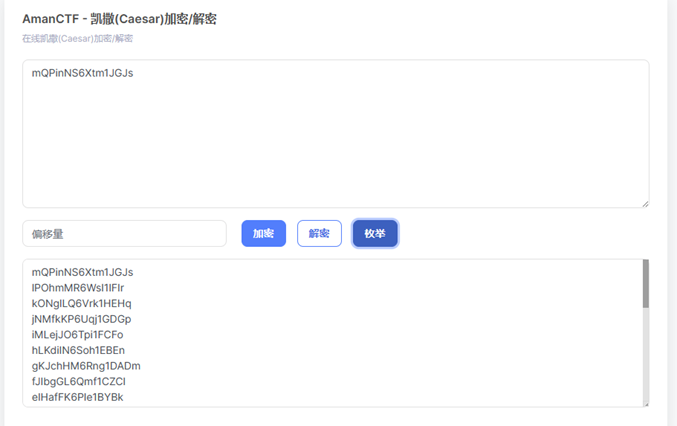 AmanCTF - 凯撒(Caesar)加密/解密
在线凯撒(Caesar)加密/解密
mQPinNS6Xtm1JGJs
偏移量
加密 解密 枚举
mQPinNS6Xtm1JGJs
lPOhmMR6Wsl1IFIr
kONglLQ6Vrk1HEHq
jNMfkKP6Uqj1GDGp
iMLejJO6Tpi1FCFo
hLKdiIN6Soh1EBEn
gKJchHM6Rng1DADm
fJIbgGL6Qmf1CZCl
eIHafFK6Ple1BYBk